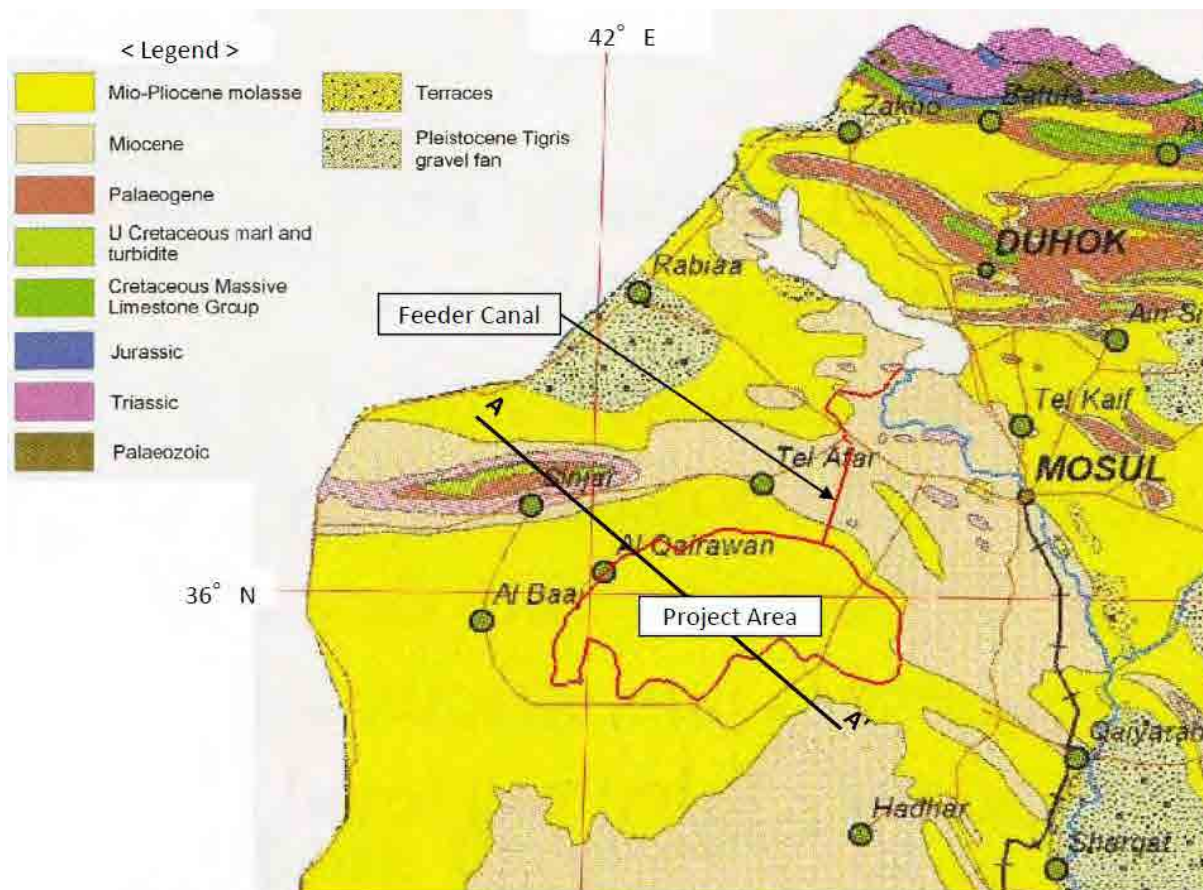 < Legend >
Mio-Pliocene molasse
Miocene
Palaeogene
U Cretaceous marl and
turbidite
Cretaceous Massive
Limestone Group
Jurassic
Triassic
Palaeozoic
Terraces
Pleistocene Tigris
gravel fan
42° E
Zakho
Batufa
DUHOK
Rabiaa
Feeder Canal
Ain
Tel Kaif
A
Sinjar
Tel Afar
MOSUL
Al Qairawan
36° N
Al Baaj
Project Area
A'
Qaiyarah
Hadhar
Shargat